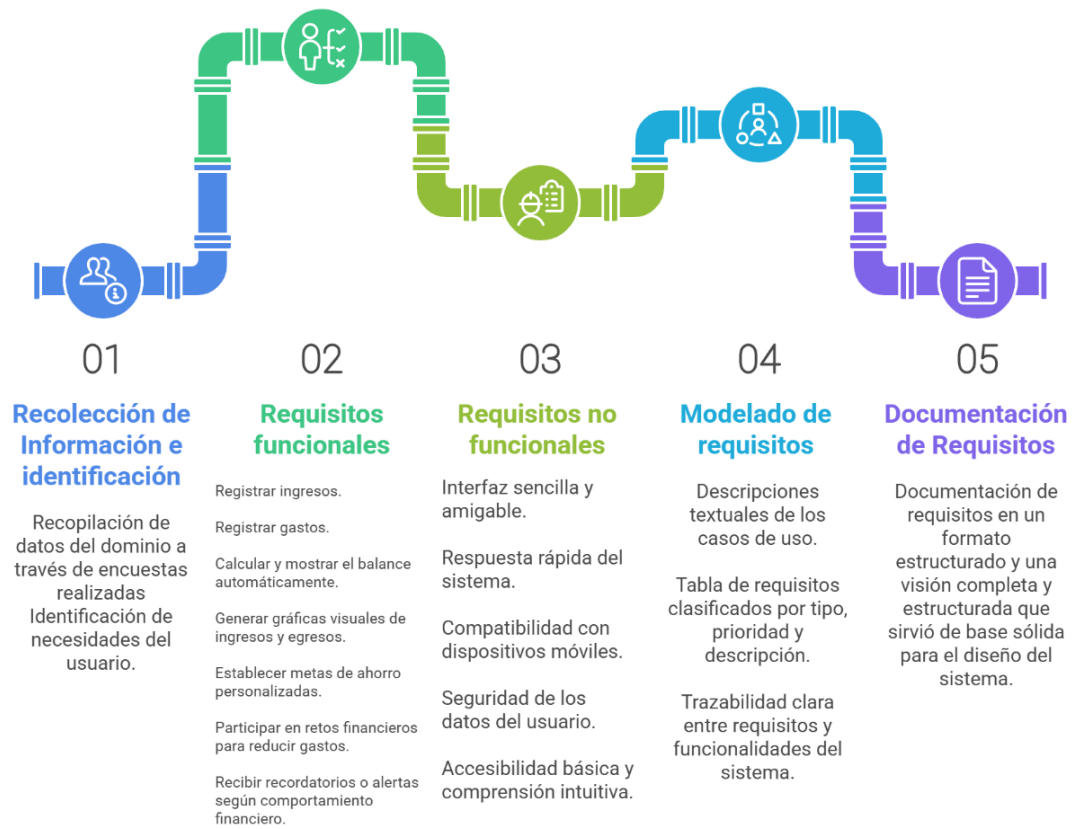 01
Recolección de
Información e
identificación
Recopilación de
datos del dominio a
través de encuestas
realizadas
Identificación de
necesidades del
usuario.
02
Requisitos
funcionales
Registrar ingresos.
Registrar gastos.
Calcular y mostrar el balance
automáticamente.
Generar gráficas visuales de
ingresos y egresos.
Establecer metas de ahorro
personalizadas.
Participar en retos financieros
para reducir gastos.
Recibir recordatorios o alertas
según comportamiento
financiero.
03
Requisitos no
funcionales
Interfaz sencilla y
amigable.
Respuesta rápida del
sistema.
Compatibilidad con
dispositivos móviles.
Seguridad de los
datos del usuario.
Accesibilidad básica y
comprensión intuitiva.
04
Modelado de
requisitos
Descripciones
textuales de los
casos de uso.
Tabla de requisitos
clasificados por tipo,
prioridad y
descripción.
Trazabilidad clara
entre requisitos y
funcionalidades del
sistema.
05
Documentación
de Requisitos
Documentación de
requisitos en un
formato
estructurado y una
visión completa y
estructurada que
sirvió de base sólida
para el diseño del
sistema.